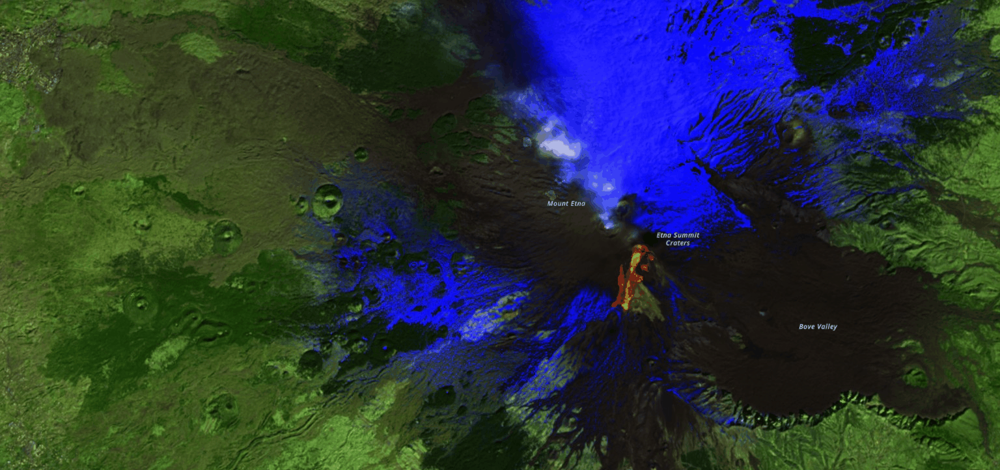 Mount Etna
Etna Summit
Craters
Bove Valley